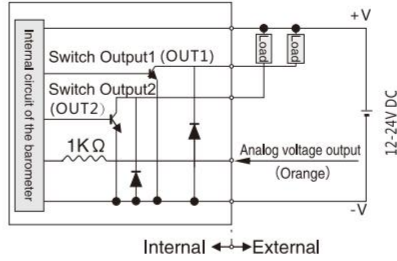 +V
Internal circuit of the barometer
Switch Output1 (OUT1)
Load
Load
Switch Output2
(OUT2)
1KΩ
Analog voltage output
(Orange)
12-24V DC
-V
Internal
External